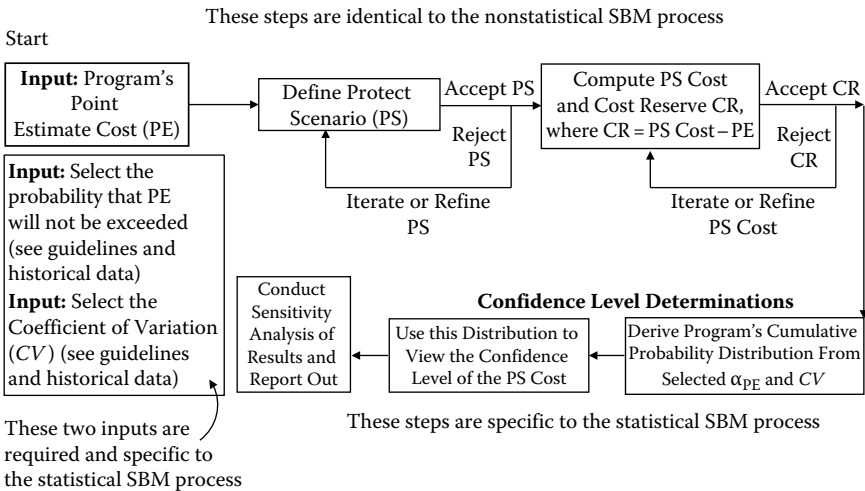 These steps are identical to the nonstatistical SBM process
Start
Input: Program's
Point
Estimate Cost (PE)
Define Protect
Scenario (PS)
Accept PS
Reject
PS
Iterate or Refine
PS
Compute PS Cost
and Cost Reserve CR,
where CR = PS Cost – PE
Accept CR
Reject
CR
Iterate or Refine
PS Cost
Input: Select the
probability that PE
will not be exceeded
(see guidelines and
historical data)
Input: Select the
Coefficient of Variation
(CV) (see guidelines
and historical data)
These two inputs are
required and specific to
the statistical SBM process
Confidence Level Determinations
Derive Program's Cumulative
Probability Distribution From
Selected αPE and CV
Use this Distribution to
View the Confidence
Level of the PS Cost
Conduct
Sensitivity
Analysis of
Results and
Report Out
These steps are specific to the statistical SBM process